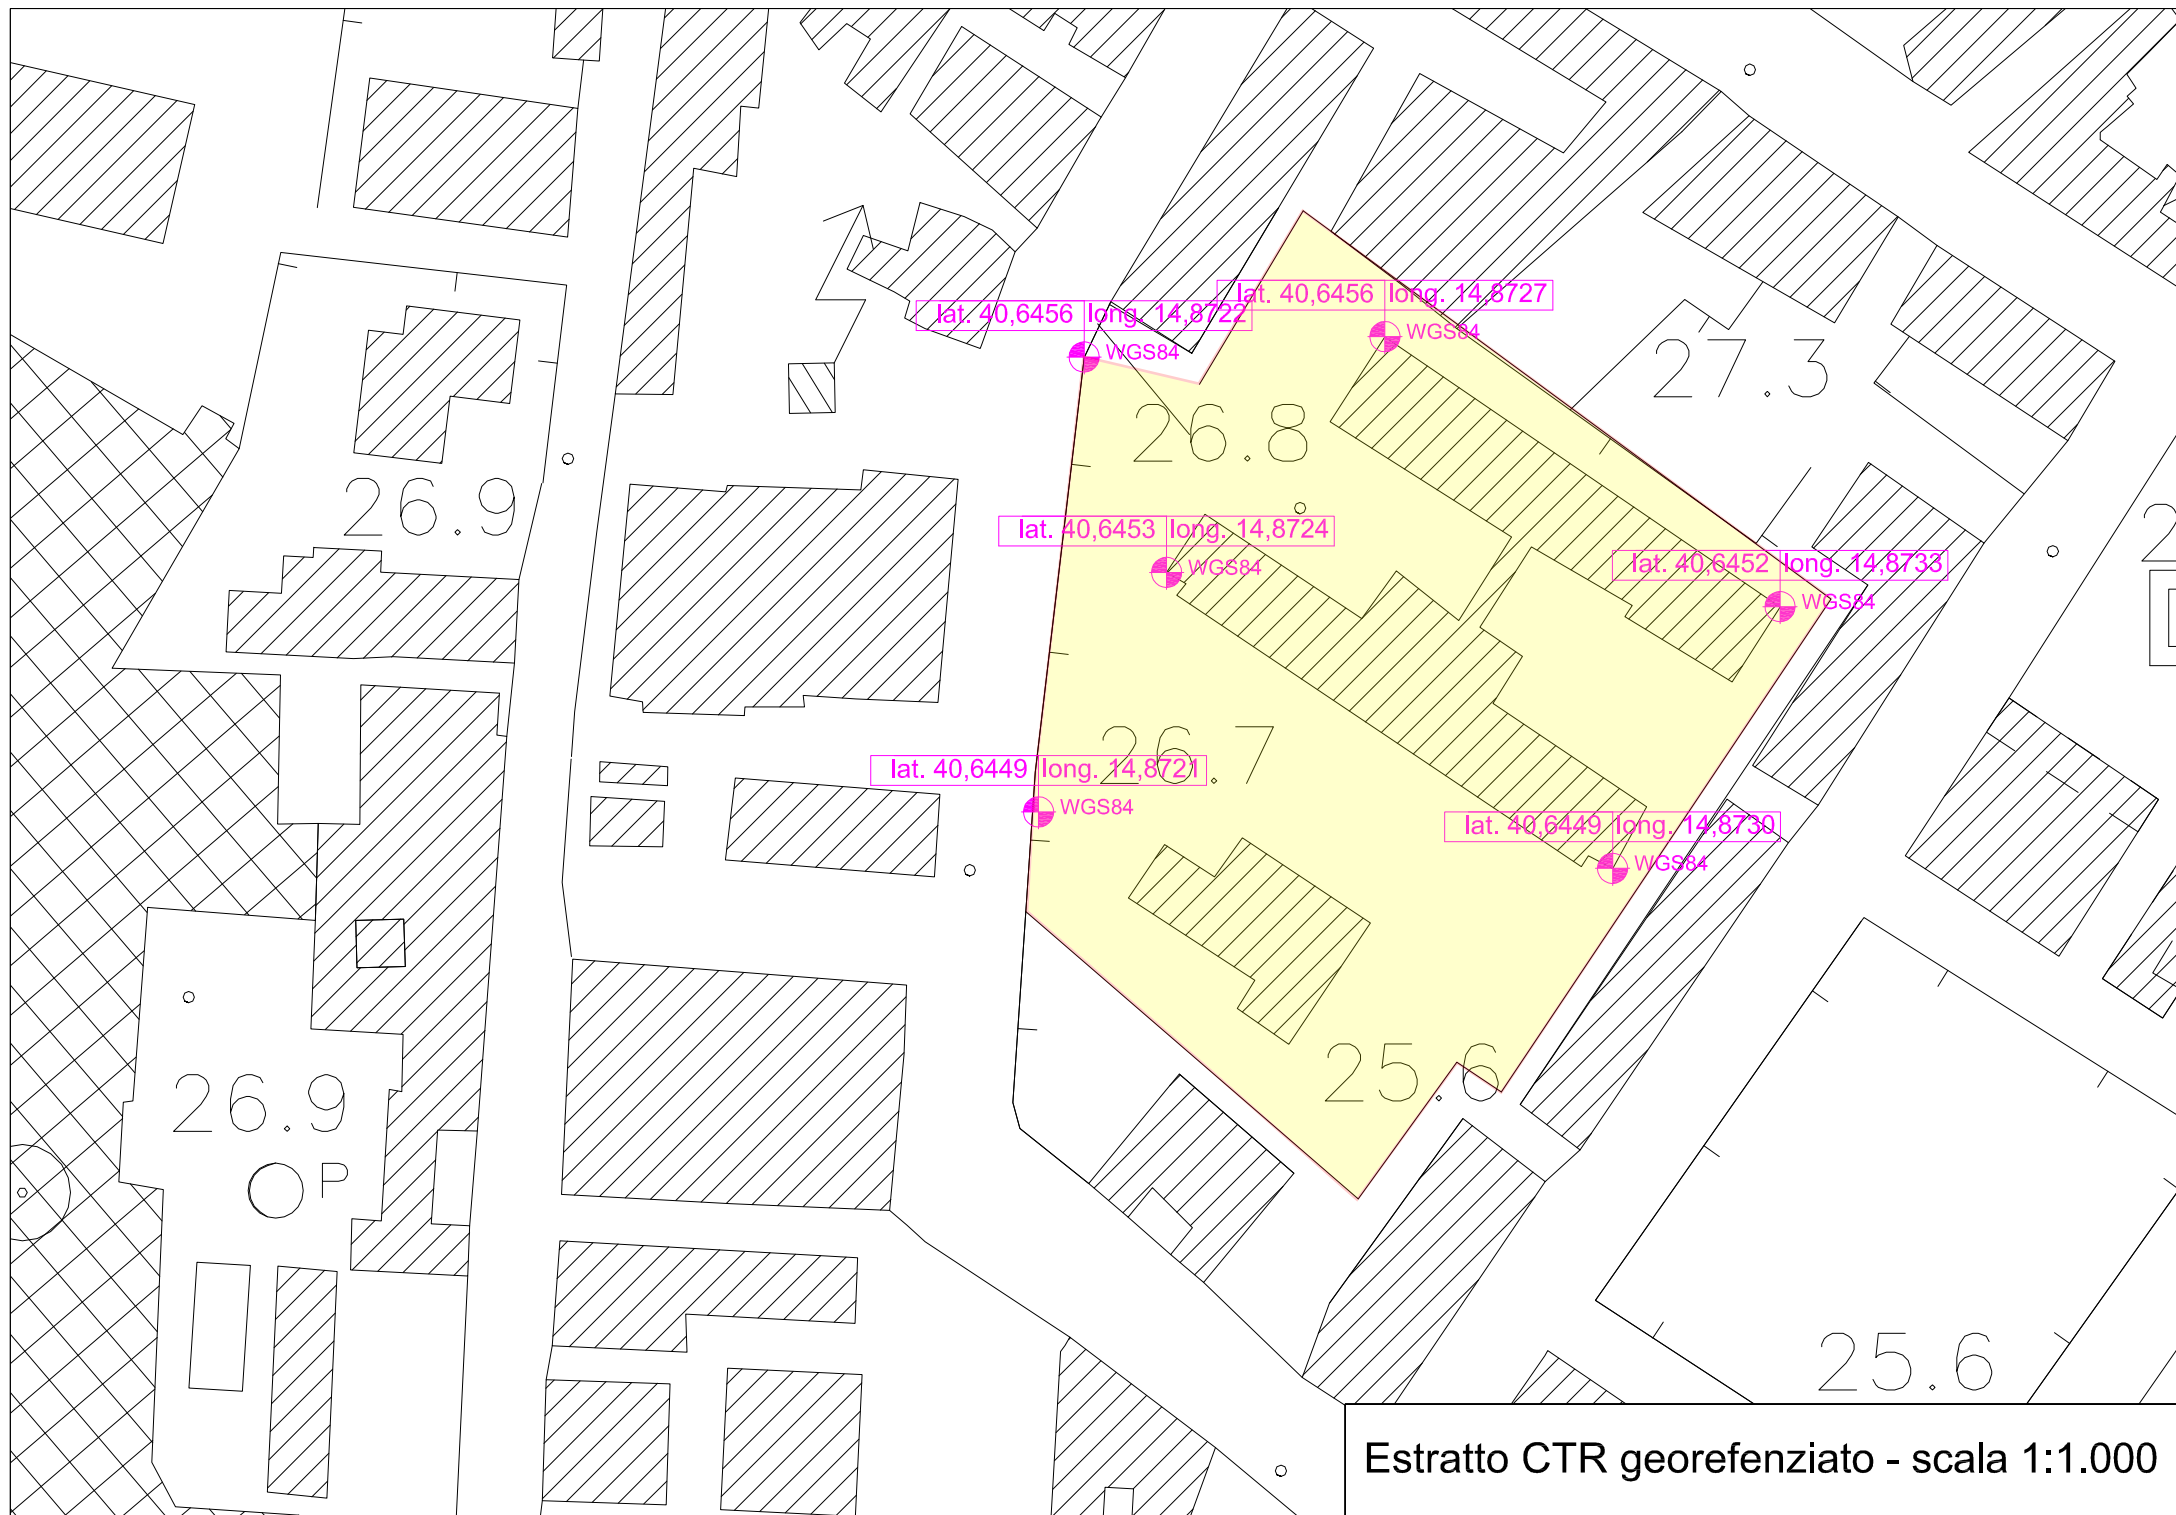 lat. 40,6456 long. 14,8727
WGS84
lat. 40,6456 long. 14,8722
WGS84
27.3
26.8
26.9
lat. 40,6453 long. 14,8724
WGS84
2
lat. 40,6452 long. 14,8733
WGS84
26.7
lat. 40,6449 long. 14,8721
WGS84
lat. 40,6449 long. 14,8730
WGS84
25.6
26.9
P
25.6
Estratto CTR georefenziato - scala 1:1.000